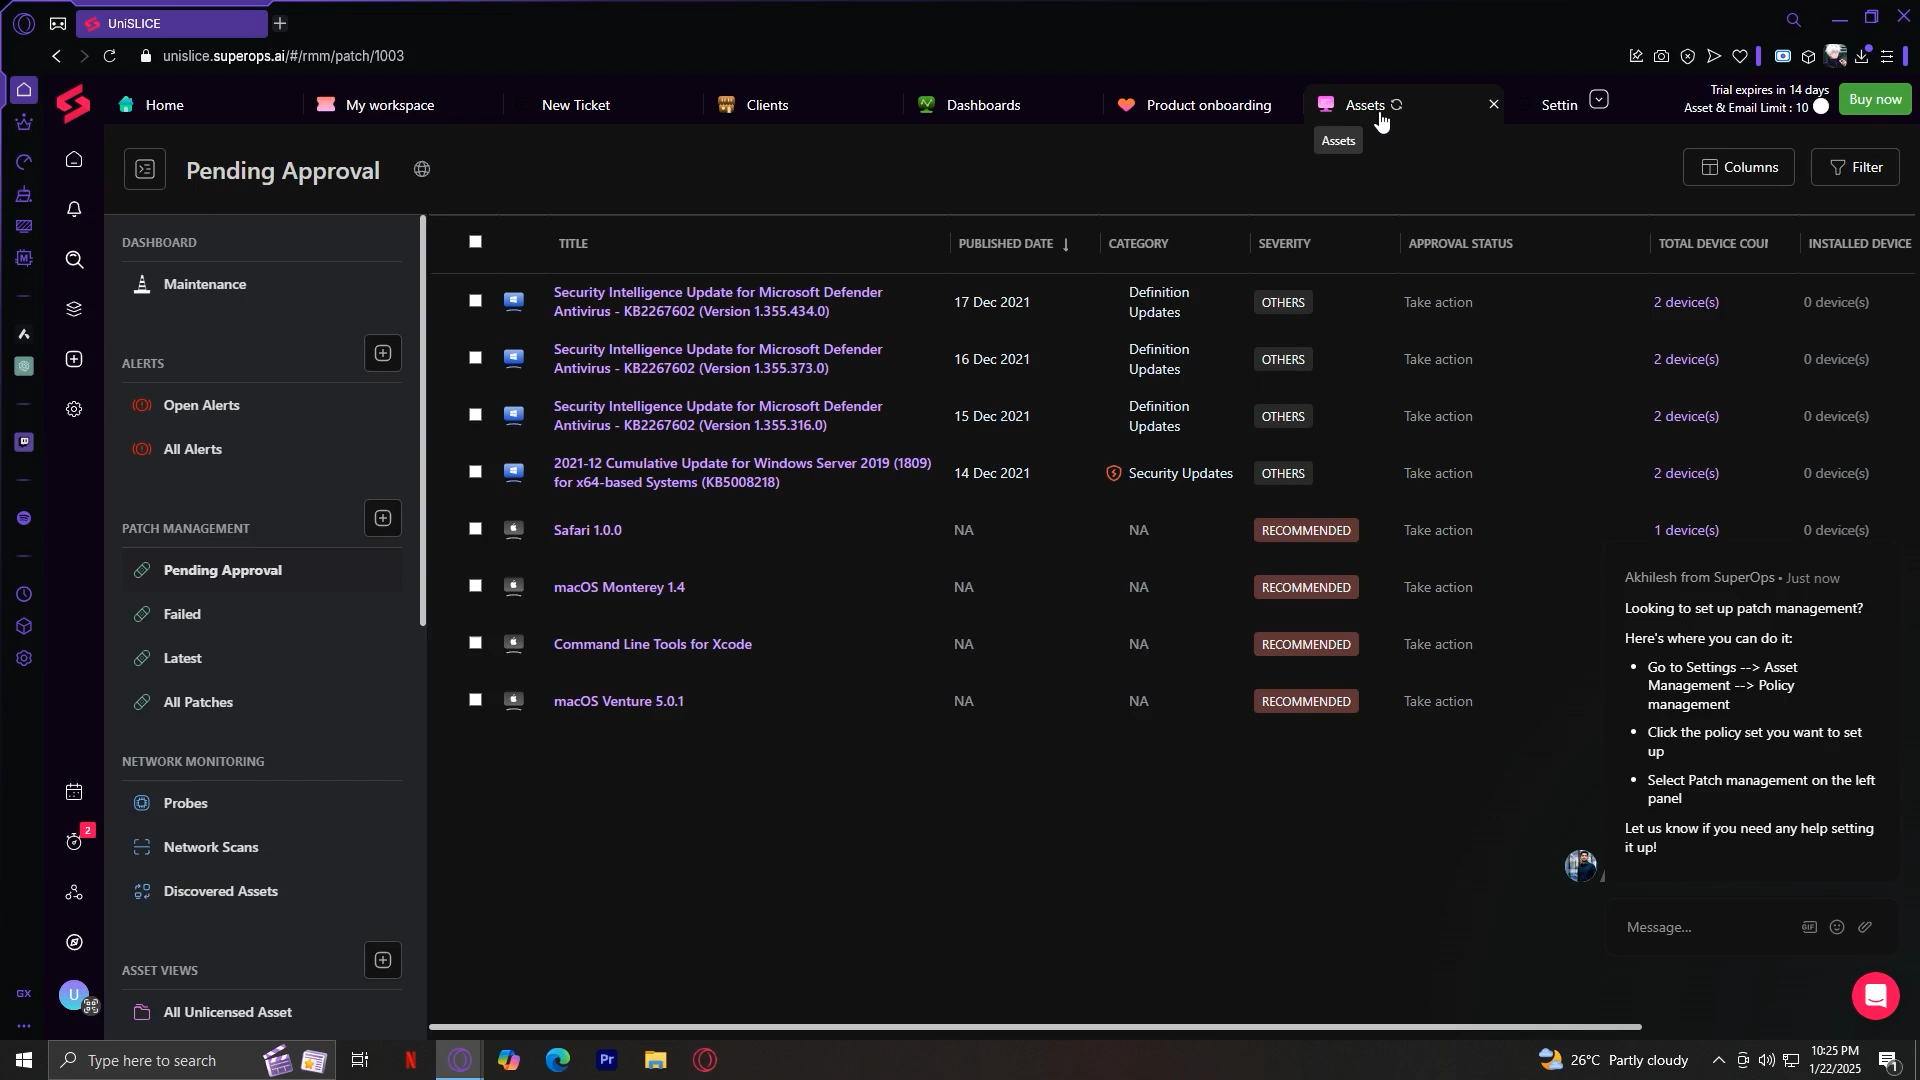 UniSLICE
unislice.superops.ai/#/rmm/patch/1003
Home
My workspace
New Ticket
Clients
Dashboards
Product onboarding
Assets
Settin
Trial expires in 14 days
Asset & Email Limit : 10
Buy now
Assets
Pending Approval
Columns
Filter
DASHBOARD
Maintenance
ALERTS
Open Alerts
All Alerts
PATCH MANAGEMENT
Pending Approval
Failed
Latest
All Patches
NETWORK MONITORING
Probes
Network Scans
Discovered Assets
ASSET VIEWS
All Unlicensed Asset
TITLE PUBLISHED DATE ↓ CATEGORY SEVERITY APPROVAL STATUS TOTAL DEVICE COUI INSTALLED DEVICE
Security Intelligence Update for Microsoft Defender
Antivirus - KB2267602 (Version 1.355.434.0)
17 Dec 2021
Definition
Updates
OTHERS
Take action
2 device(s)
0 device(s)
Security Intelligence Update for Microsoft Defender
Antivirus - KB2267602 (Version 1.355.373.0)
16 Dec 2021
Definition
Updates
OTHERS
Take action
2 device(s)
0 device(s)
Security Intelligence Update for Microsoft Defender
Antivirus - KB2267602 (Version 1.355.316.0)
15 Dec 2021
Definition
Updates
OTHERS
Take action
2 device(s)
0 device(s)
2021-12 Cumulative Update for Windows Server 2019 (1809)
for x64-based Systems (KB5008218)
14 Dec 2021
Security Updates
OTHERS
Take action
2 device(s)
0 device(s)
Safari 1.0.0 NA NA RECOMMENDED Take action 1 device(s) 0 device(s)
macOS Monterey 1.4 NA NA RECOMMENDED Take action
Command Line Tools for Xcode NA NA RECOMMENDED Take action
macOS Venture 5.0.1 NA NA RECOMMENDED Take action
Akhilesh from SuperOps • Just now
Looking to set up patch management?
Here's where you can do it:
• Go to Settings --> Asset
Management --> Policy
management
• Click the policy set you want to set
up
• Select Patch management on the left
panel
Let us know if you need any help setting
it up!
Message...
GIF
2
U
GX
Type here to search
N
Pr
26°C Partly cloudy
10:25 PM
1/22/2025
1